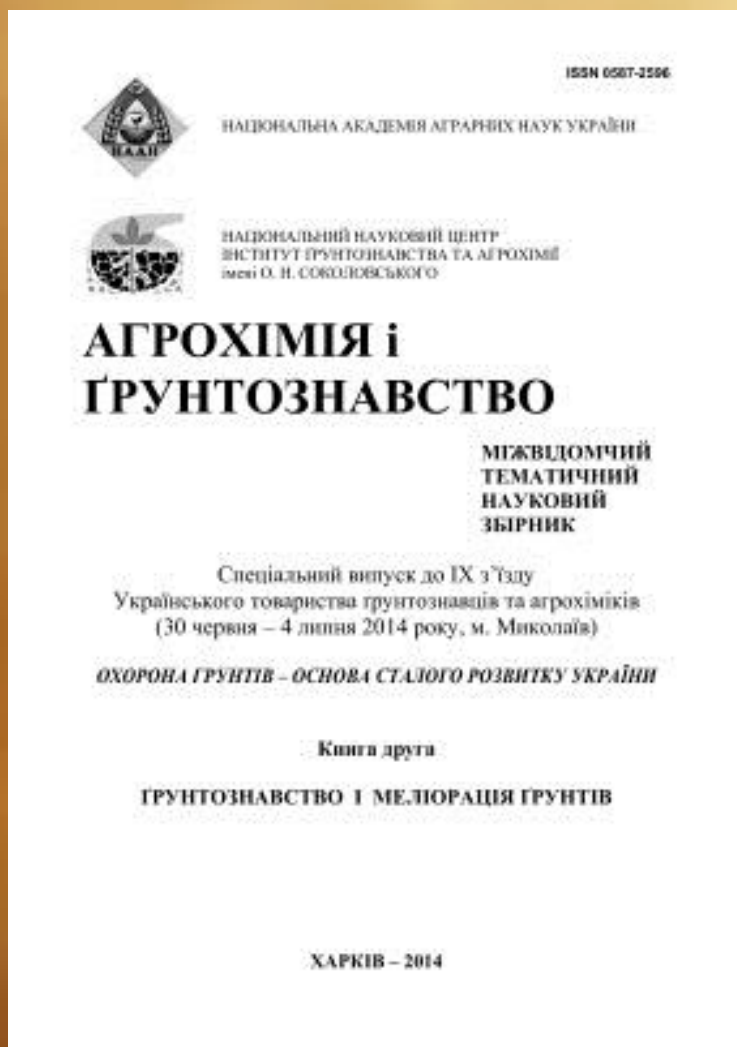 ISSN 0587-2596
НААН
НАЦІОНАЛЬНА АКАДЕМІЯ АГРАРНИХ НАУК УКРАЇНИ
НАЦІОНАЛЬНИЙ НАУКОВИЙ ЦЕНТР
ІНСТИТУТ ҐРУНТОЗНАВСТВА ТА АГРОХІМІЇ
імені О. Н. СОКОЛОВСЬКОГО
АГРОХІМІЯ і
ҐРУНТОЗНАВСТВО
МІЖВІДОМЧИЙ
ТЕМАТИЧНИЙ
НАУКОВИЙ
ЗБІРНИК
Спеціальний випуск до ІХ з’їзду
Українського товариства ґрунтознавців та агрохіміків
(30 червня – 4 липня 2014 року, м. Миколаїв)
ОХОРОНА ҐРУНТІВ – ОСНОВА СТАЛОГО РОЗВИТКУ УКРАЇНИ
Книга друга
ҐРУНТОЗНАВСТВО І МЕЛІОРАЦІЯ ҐРУНТІВ
ХАРКІВ – 2014